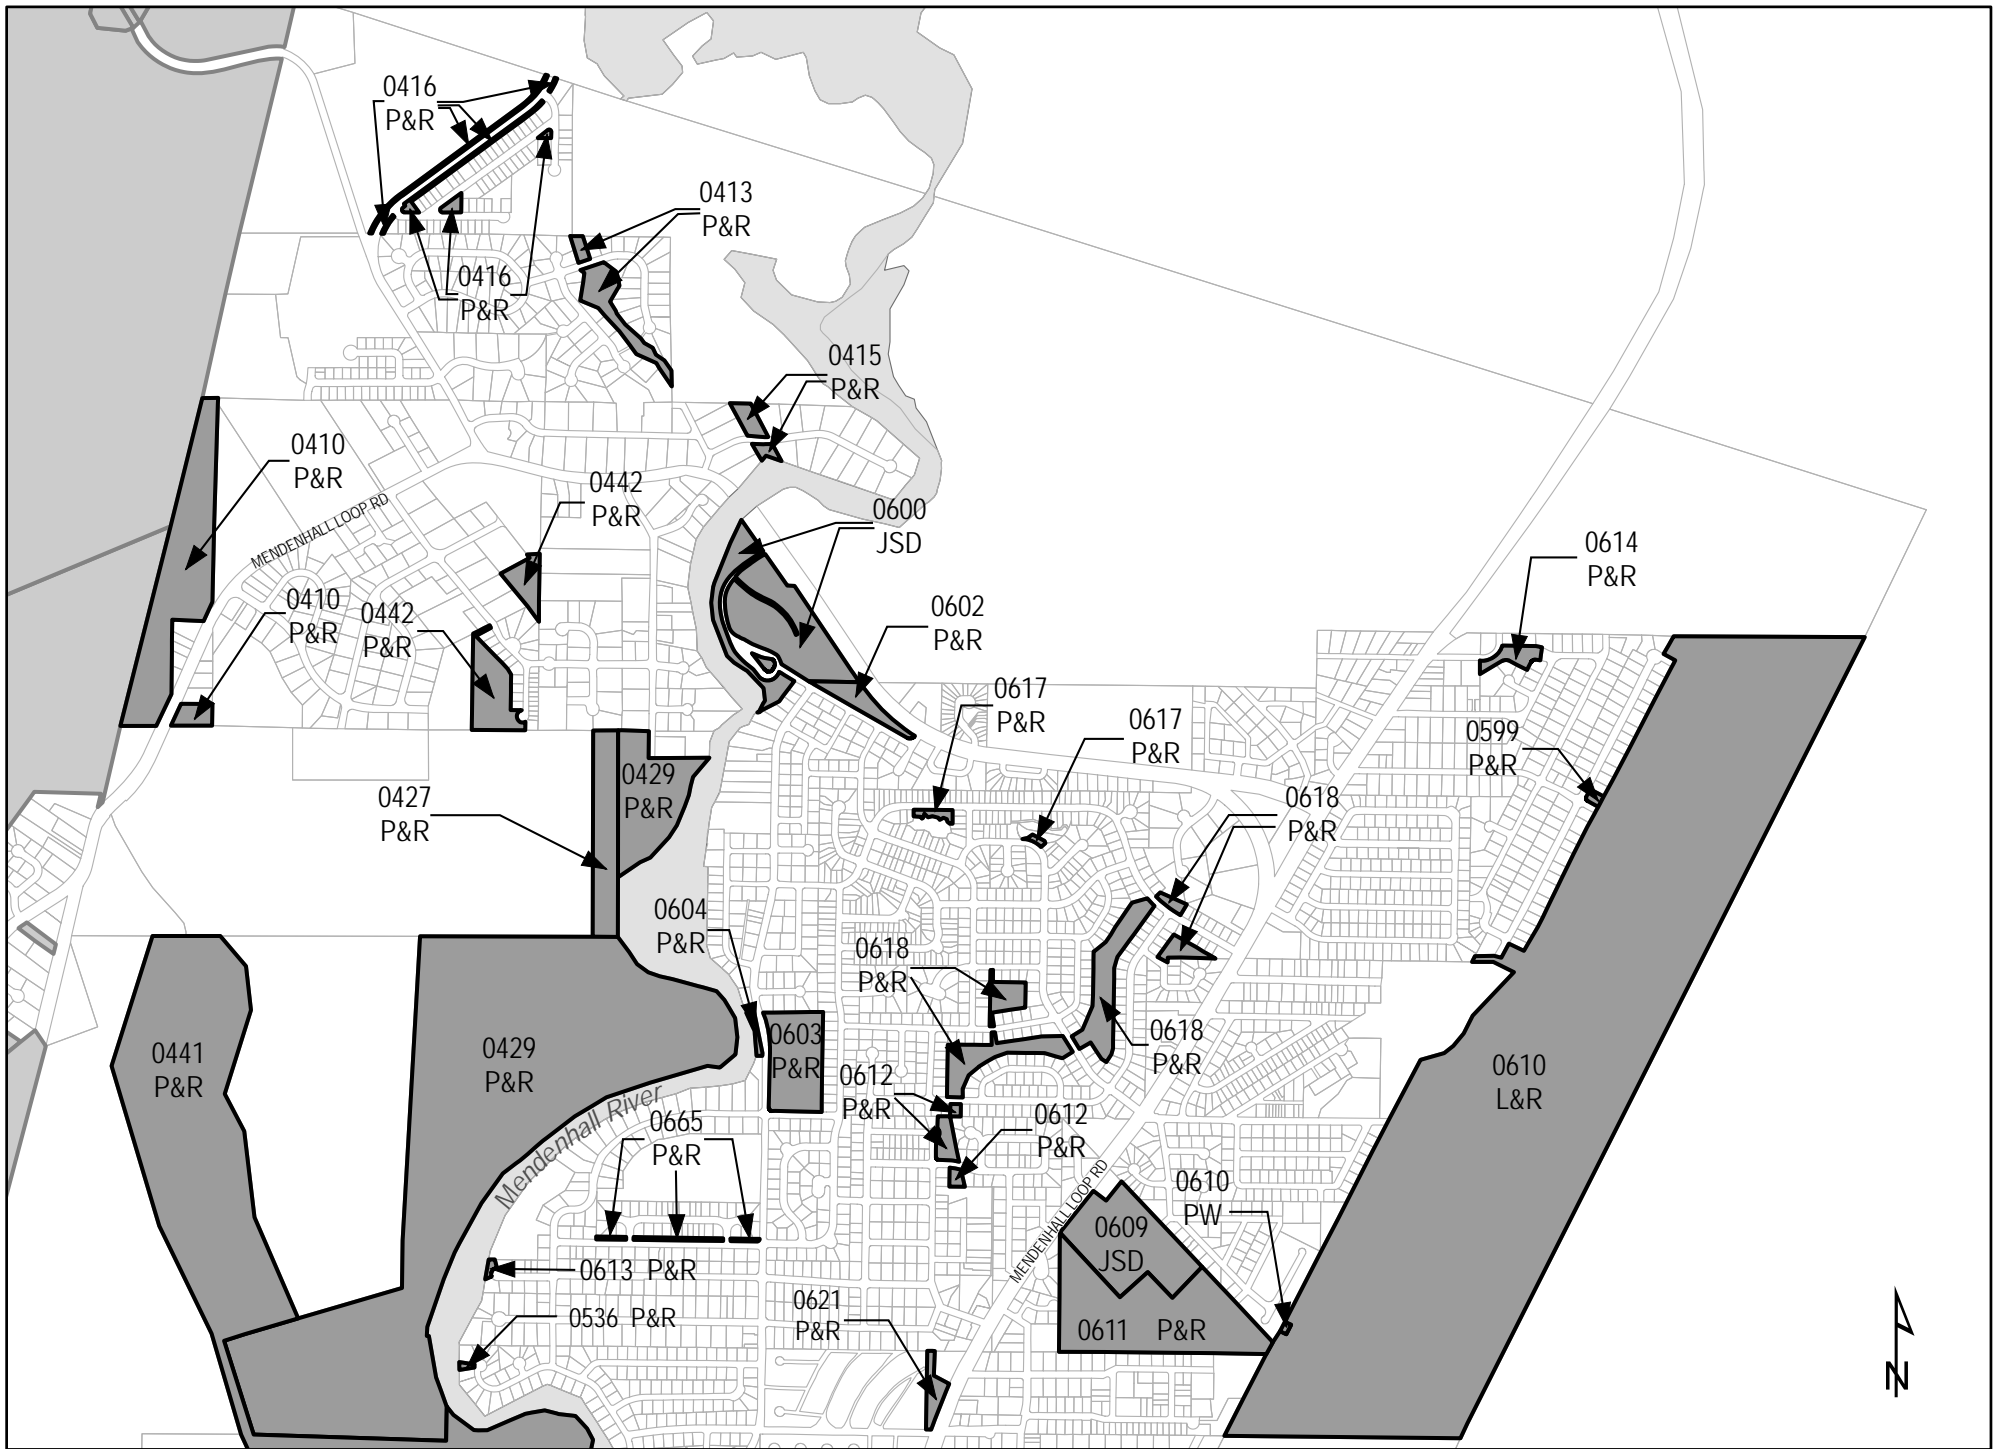 0416
P&R
0413
P&R
0416
P&R
0415
P&R
0410
P&R
MENDENHALL LOOP RD
0442
P&R
0600
JSD
0614
P&R
0410
P&R
0442
P&R
0602
P&R
0617
P&R
0617
P&R
0599
P&R
0429
P&R
0427
P&R
0618
P&R
0604
P&R
0618
P&R
0603
P&R
0618
P&R
0441
P&R
0429
P&R
0610
L&R
0612
P&R
Mendenhall River
0665
P&R
0612
P&R
MENDENHALL LOOP RD
0610
PW
0609
JSD
0613 P&R
0536 P&R
0621
P&R
0611 P&R
N